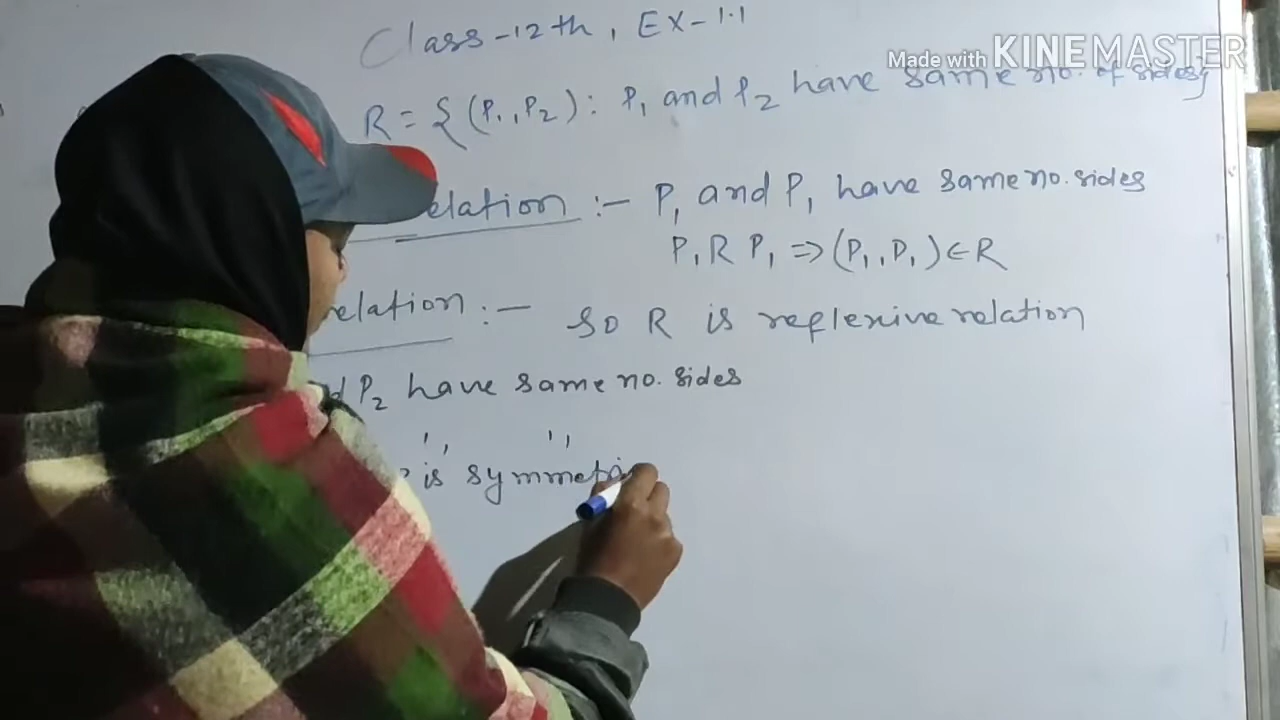 Class-12th, EX-1.1
Made with KINEMASTER
R = {(P1, P2): P1 and P2 have same no. of sides}
elation :- P1 and P1 have same no. sides
P1 R P1 ⇒ (P1, P1) ∈ R
relation :- so R is reflexive relation
d P2 have same no. sides
,, ,,
is symmetri